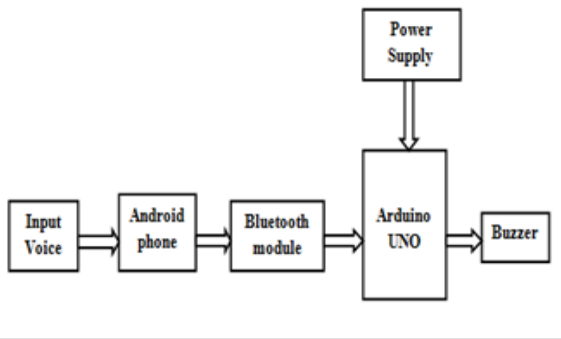 Power
Supply
Input
Voice
Android
phone
Bluetooth
module
Arduino
UNO
Buzzer